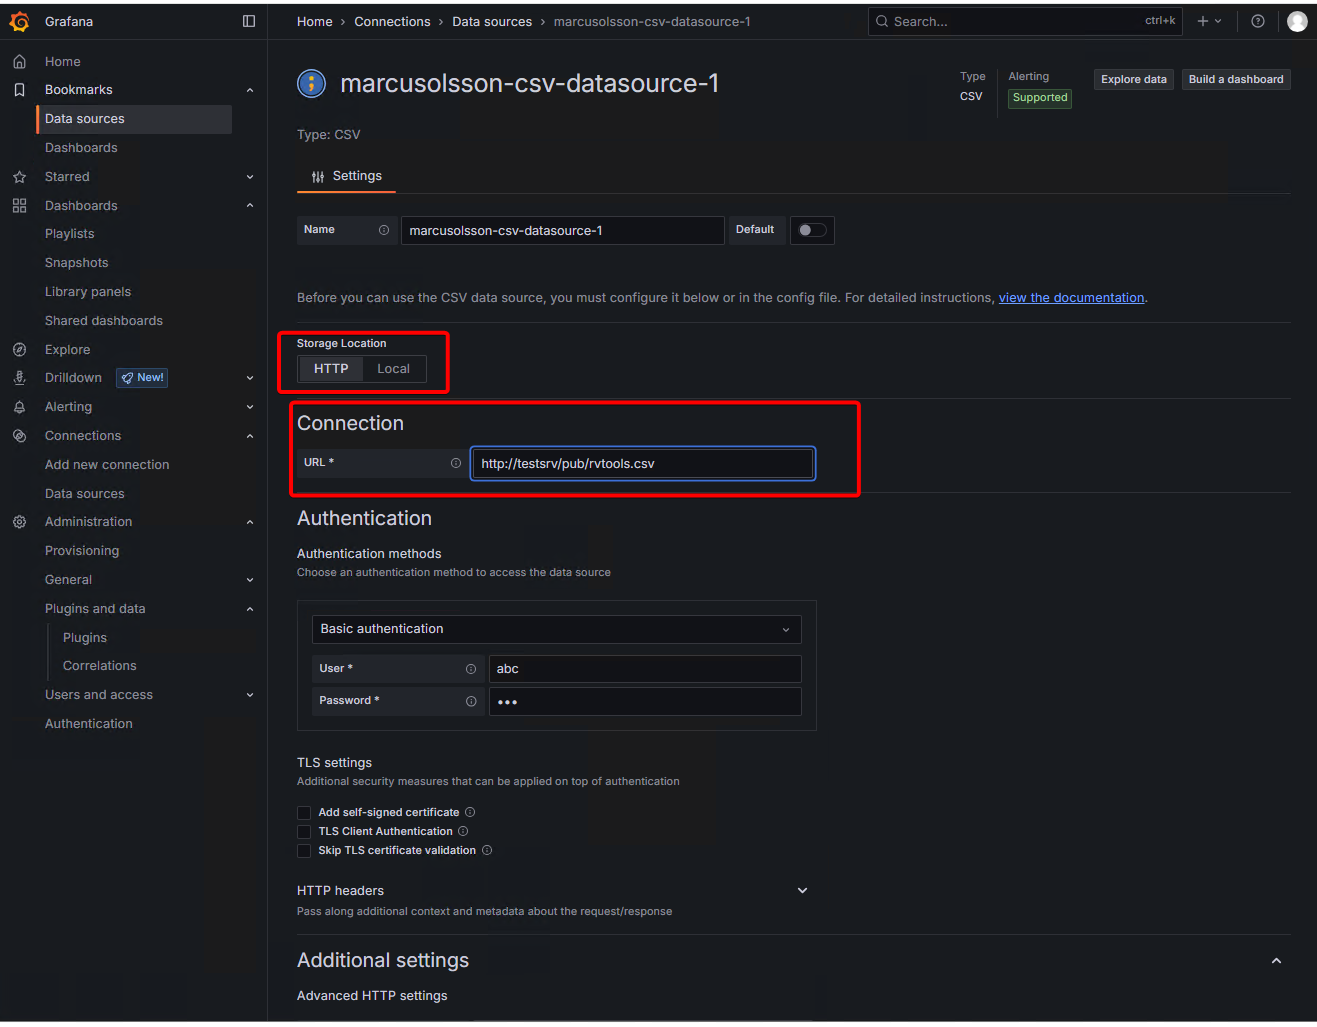 Grafana
Home › Connections › Data sources › marcusolsson-csv-datasource-1
Search...
ctrl+k
Home
Bookmarks
Data sources
Dashboards
Starred
Dashboards
Playlists
Snapshots
Library panels
Shared dashboards
Explore
Drilldown New!
Alerting
Connections
Add new connection
Data sources
Administration
Provisioning
General
Plugins and data
Plugins
Correlations
Users and access
Authentication
marcusolsson-csv-datasource-1
Type
CSV
Alerting
Supported
Explore data
Build a dashboard
Type: CSV
Settings
Name marcusolsson-csv-datasource-1 Default
Before you can use the CSV data source, you must configure it below or in the config file. For detailed instructions, view the documentation.
Storage Location
HTTP Local
Connection
URL * http://testsrv/pub/rvtools.csv
Authentication
Authentication methods
Choose an authentication method to access the data source
Basic authentication
User * abc
Password * •••
TLS settings
Additional security measures that can be applied on top of authentication
Add self-signed certificate
TLS Client Authentication
Skip TLS certificate validation
HTTP headers
Pass along additional context and metadata about the request/response
Additional settings
Advanced HTTP settings